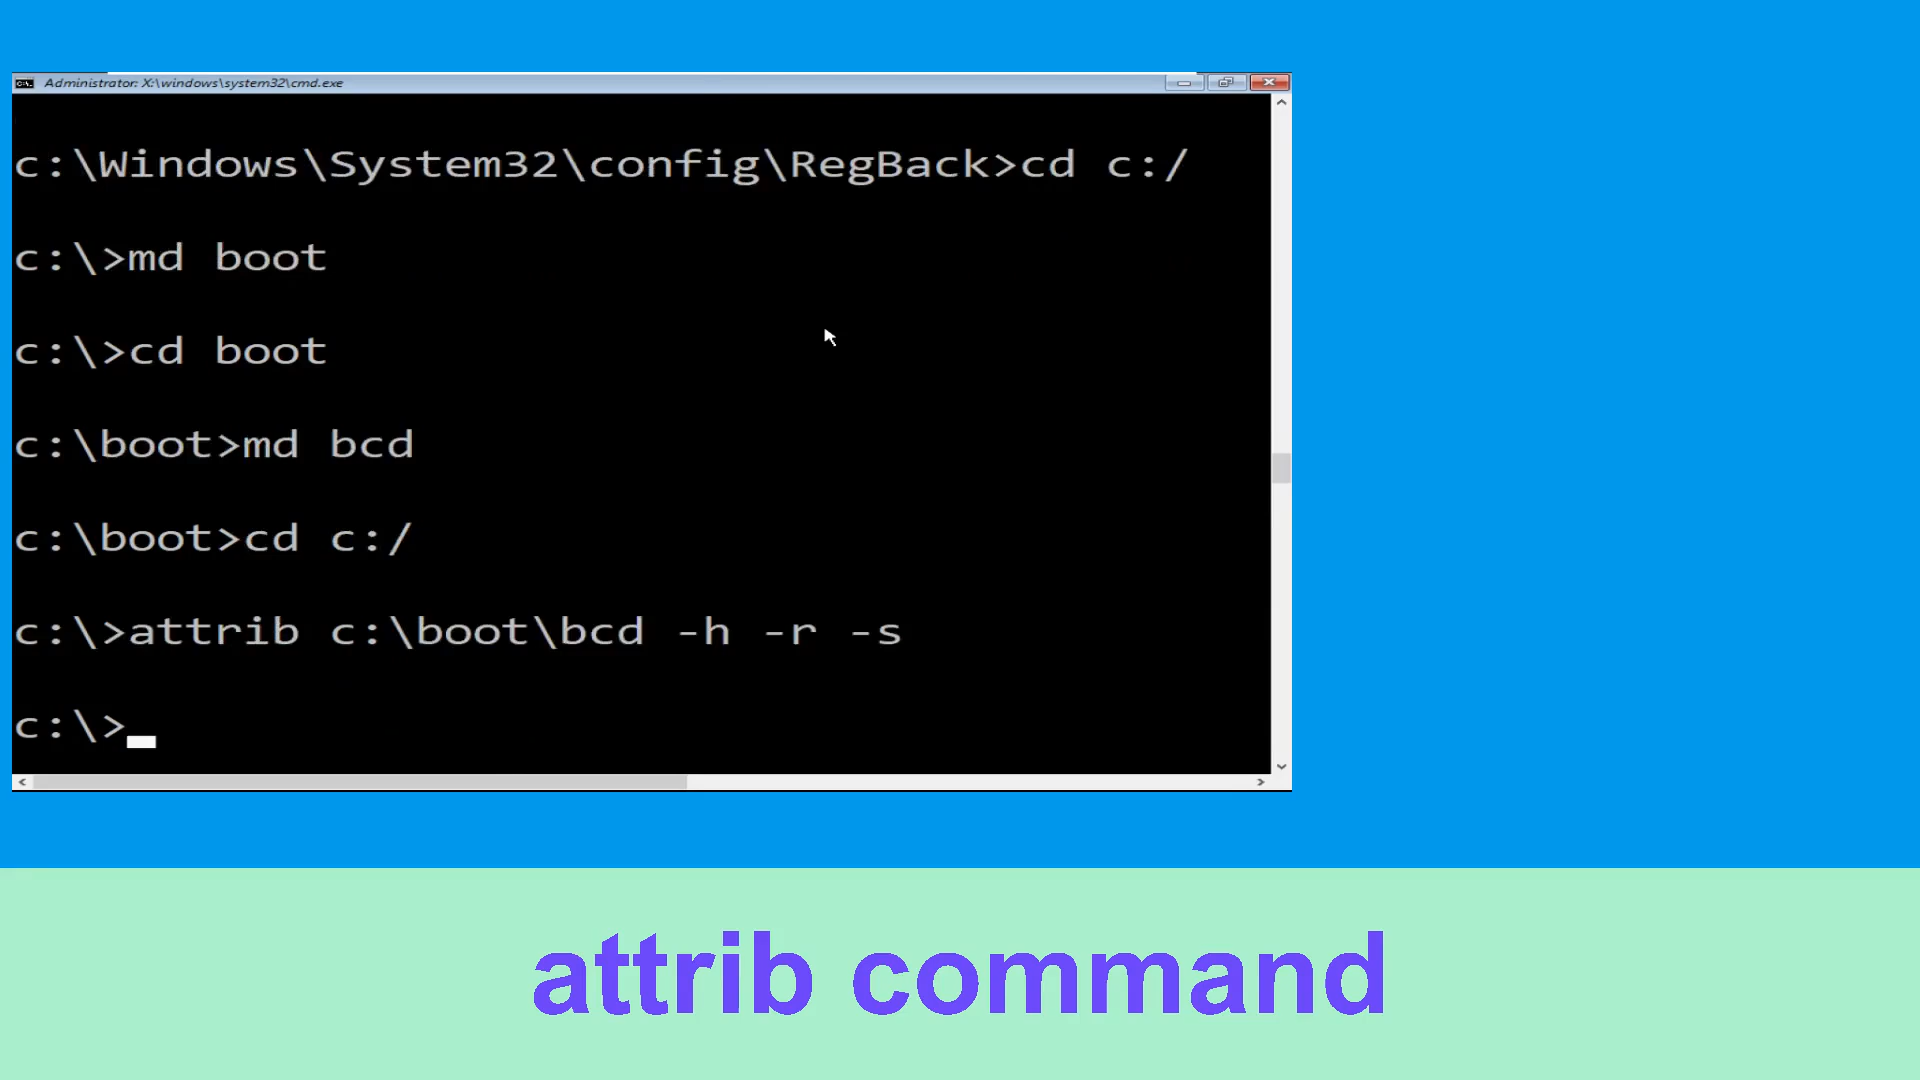 Administrator: X:\windows\system32\cmd.exe
c:\Windows\System32\config\RegBack>cd c:/
c:\>md boot
c:\>cd boot
c:\boot>md bcd
c:\boot>cd c:/
c:\>attrib c:\boot\bcd -h -r -s
c:\>
attrib command